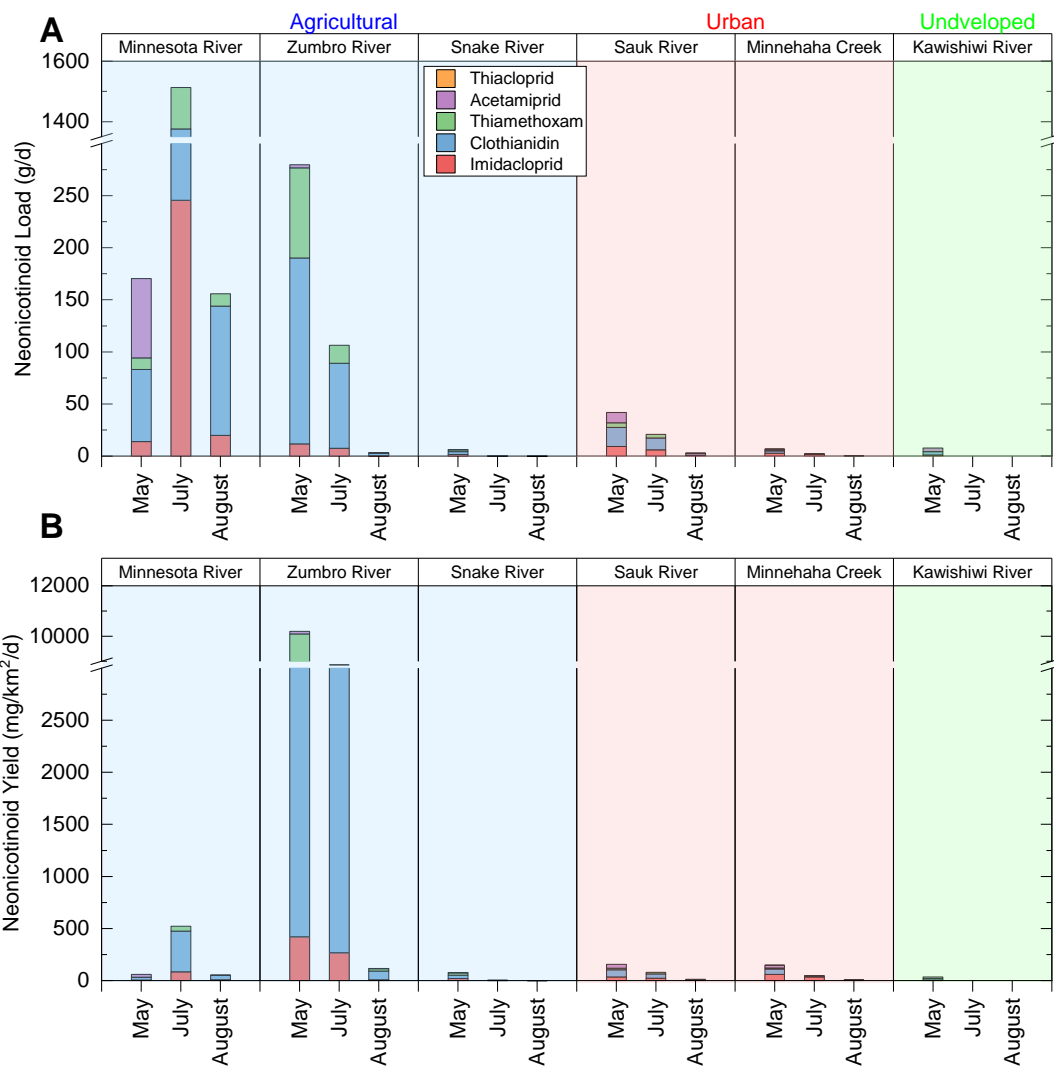 A
Agricultural
Urban
Undveloped
Minnesota River
Zumbro River
Snake River
Sauk River
Minnehaha Creek
Kawishiwi River
Neonicotinoid Load (g/d)
1600
1400
250
200
150
100
50
0
Thiacloprid
Acetamiprid
Thiamethoxam
Clothianidin
Imidacloprid
May July August May July August May July August May July August May July August May July August
B
Minnesota River
Zumbro River
Snake River
Sauk River
Minnehaha Creek
Kawishiwi River
Neonicotinoid Yield (mg/km²/d)
12000
10000
2500
2000
1500
1000
500
0
May July August May July August May July August May July August May July August May July August